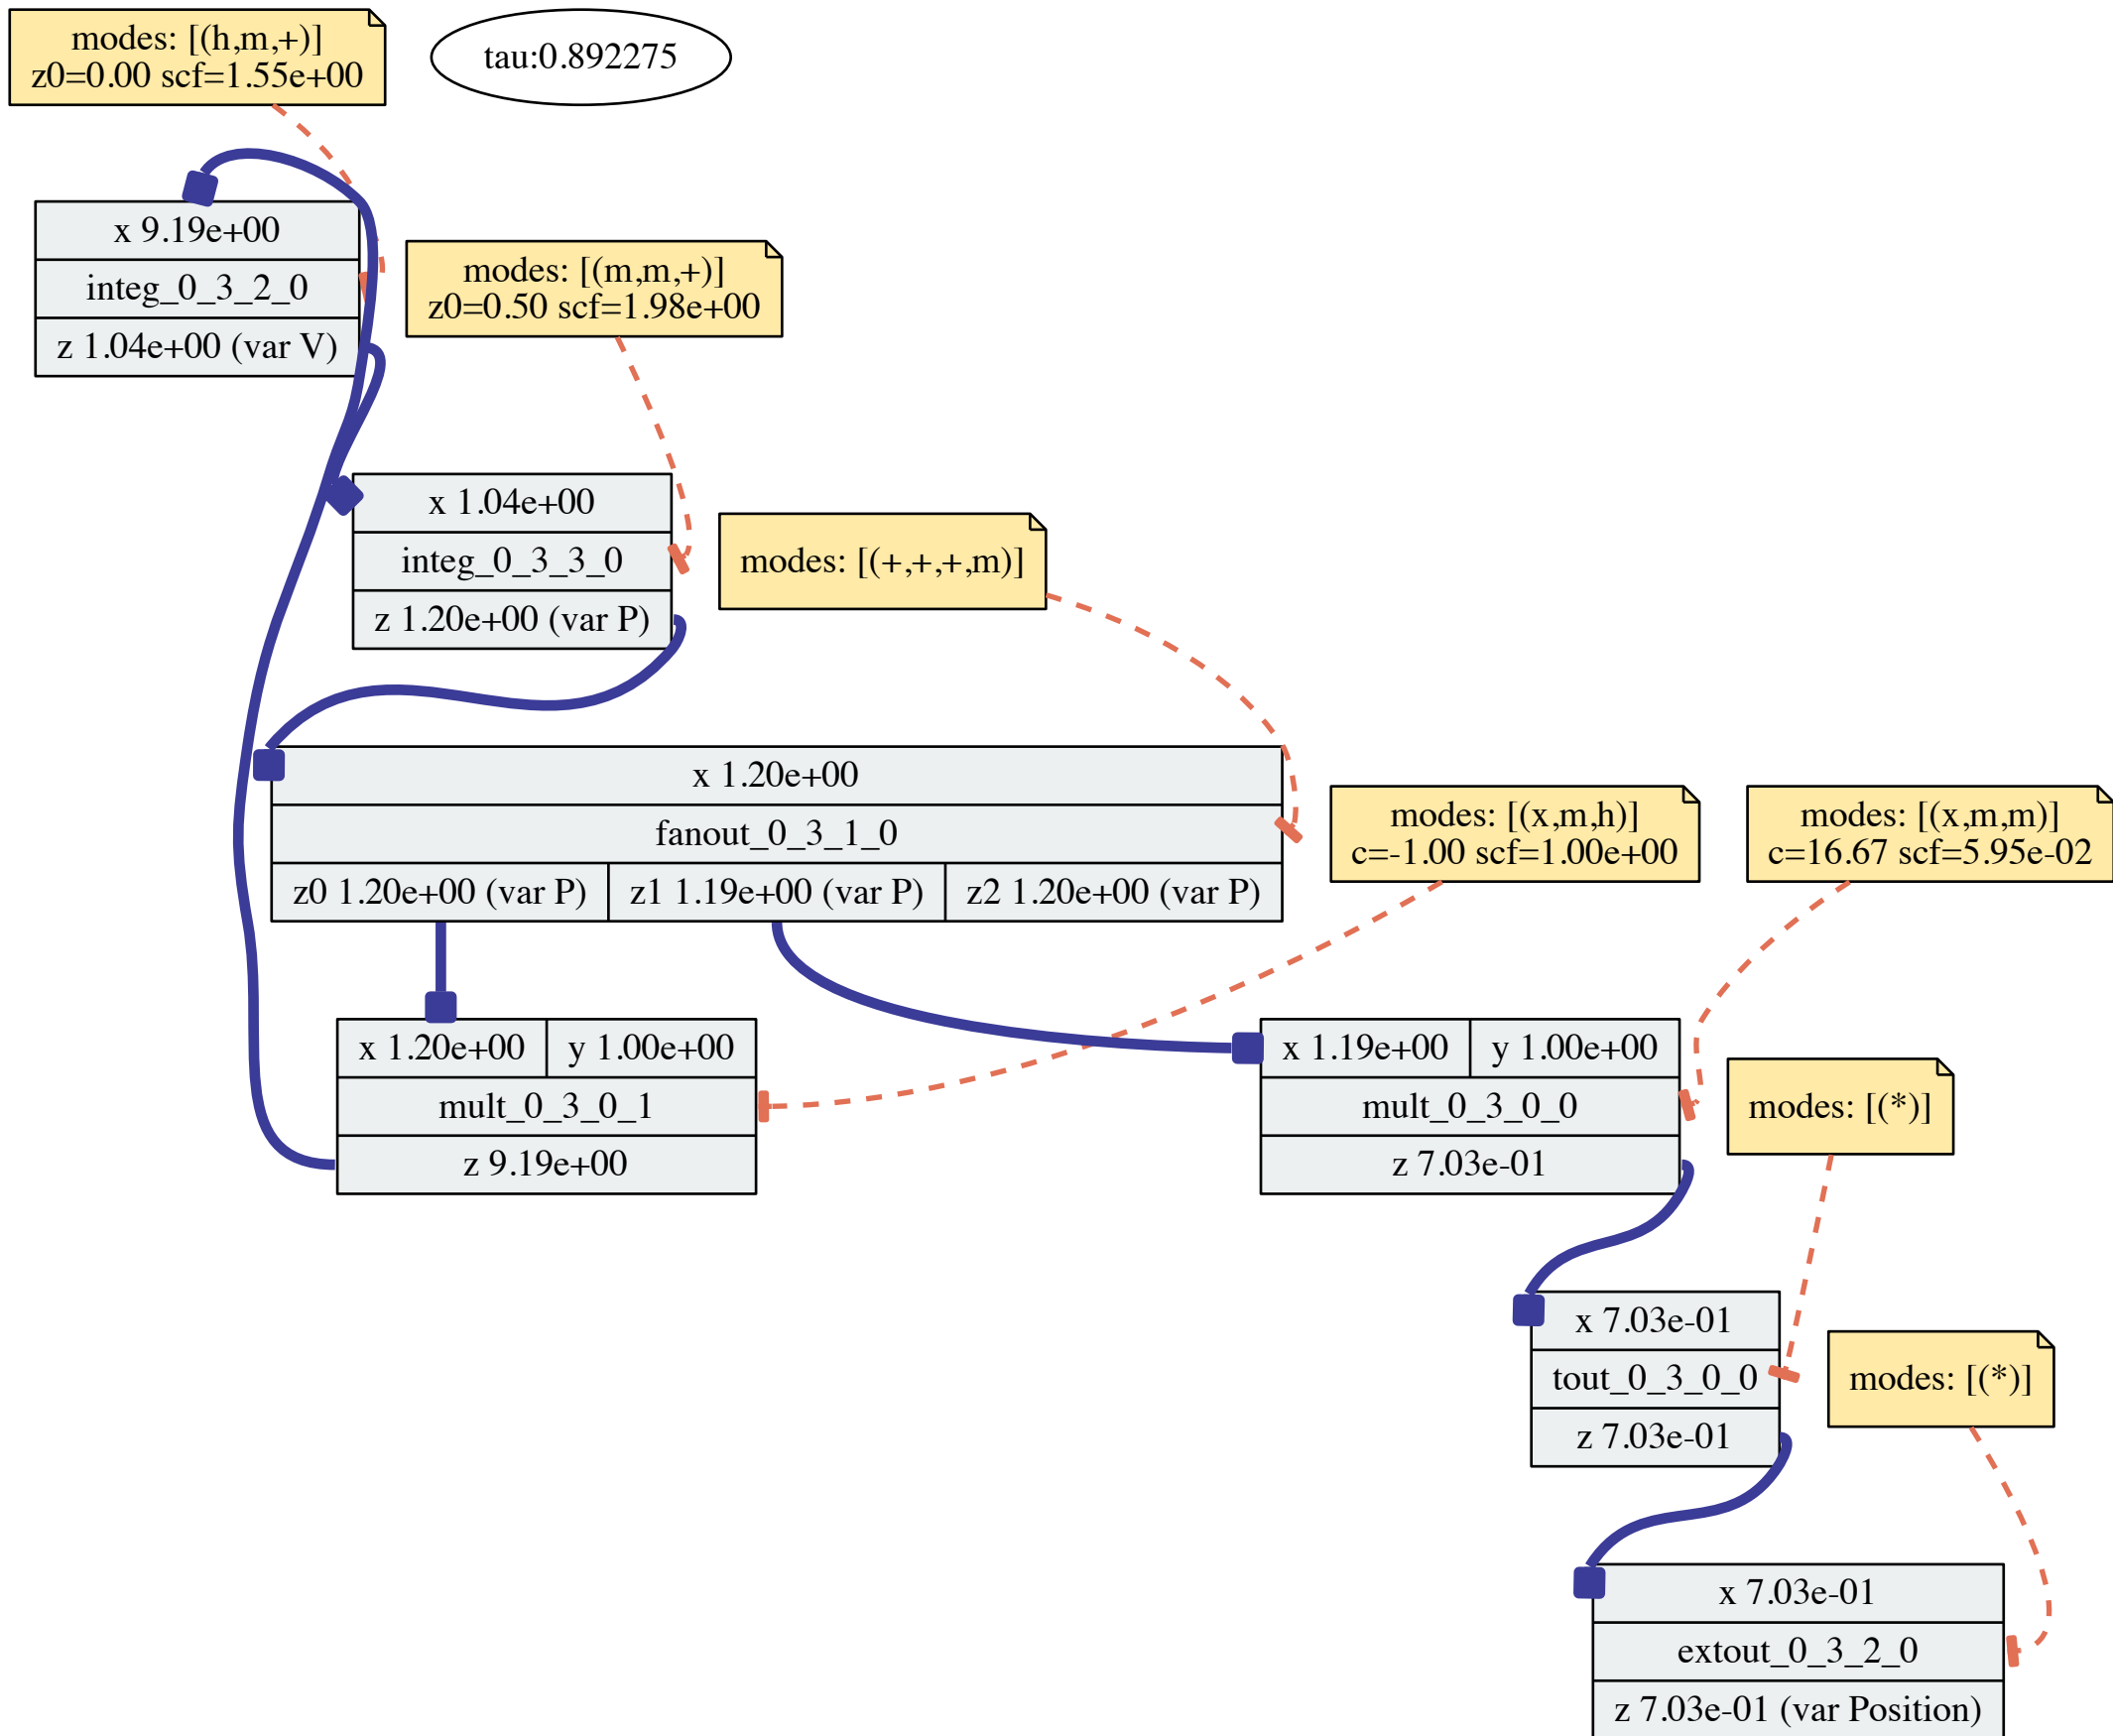 modes: [(h,m,+)]
z0=0.00 scf=1.55e+00
tau:0.892275
x 9.19e+00
integ_0_3_2_0
z 1.04e+00 (var V)
modes: [(m,m,+)]
z0=0.50 scf=1.98e+00
x 1.04e+00
integ_0_3_3_0
z 1.20e+00 (var P)
modes: [(+,+,+,m)]
x 1.20e+00
fanout_0_3_1_0
z0 1.20e+00 (var P)
z1 1.19e+00 (var P)
z2 1.20e+00 (var P)
modes: [(x,m,h)]
c=-1.00 scf=1.00e+00
modes: [(x,m,m)]
c=16.67 scf=5.95e-02
x 1.20e+00
y 1.00e+00
mult_0_3_0_1
z 9.19e+00
x 1.19e+00
y 1.00e+00
mult_0_3_0_0
z 7.03e-01
modes: [(*)]
x 7.03e-01
tout_0_3_0_0
z 7.03e-01
modes: [(*)]
x 7.03e-01
extout_0_3_2_0
z 7.03e-01 (var Position)